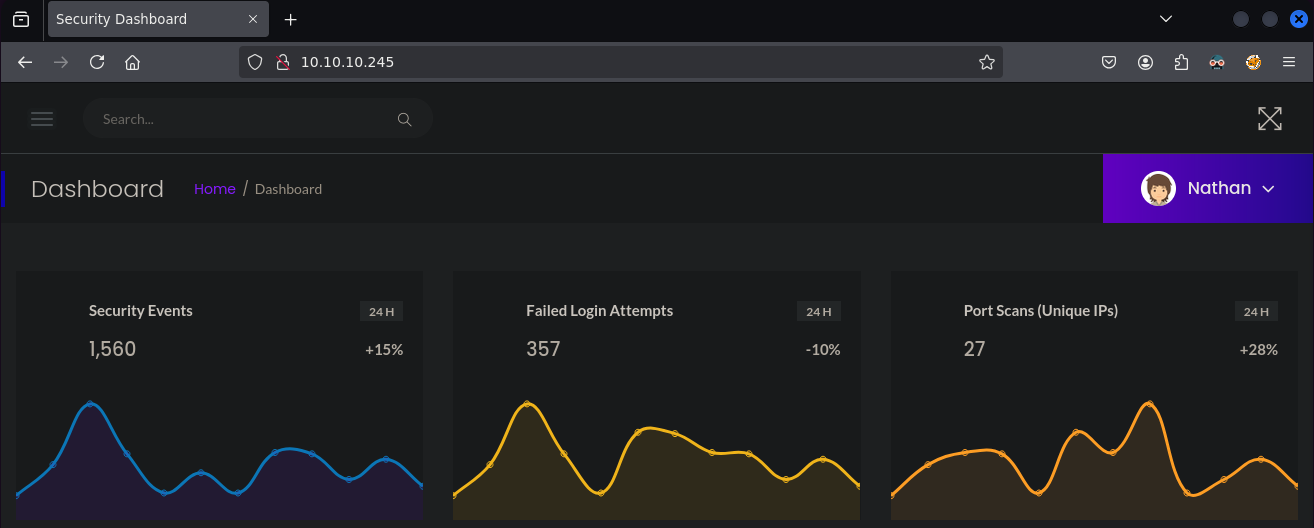 Security Dashboard
10.10.10.245
Search...
Dashboard Home / Dashboard Nathan
Security Events 24 H
1,560 +15%
Failed Login Attempts 24 H
357 -10%
Port Scans (Unique IPs) 24 H
27 +28%